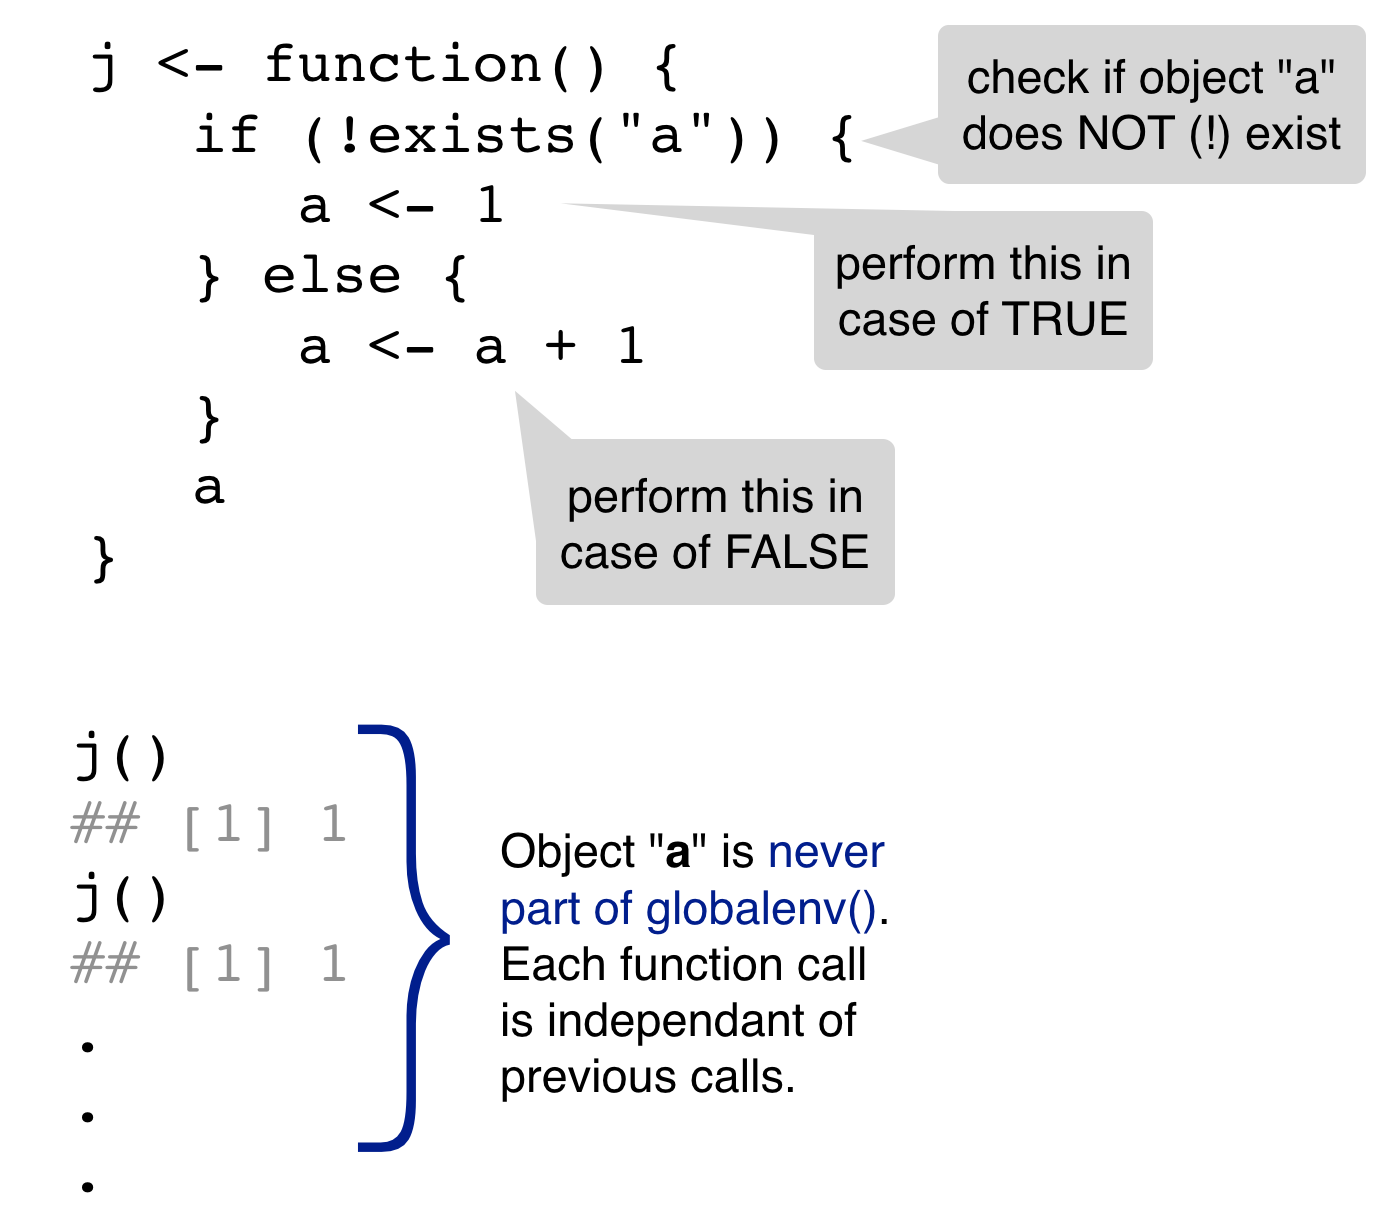 j <- function() {
if (!exists("a")) {
a <- 1
} else {
a <- a + 1
}
a
}
check if object "a"
does NOT (!) exist
perform this in
case of TRUE
perform this in
case of FALSE
j()
## [1] 1
j()
## [1] 1
.
.
.
Object "a" is never
part of globalenv().
Each function call
is independant of
previous calls.